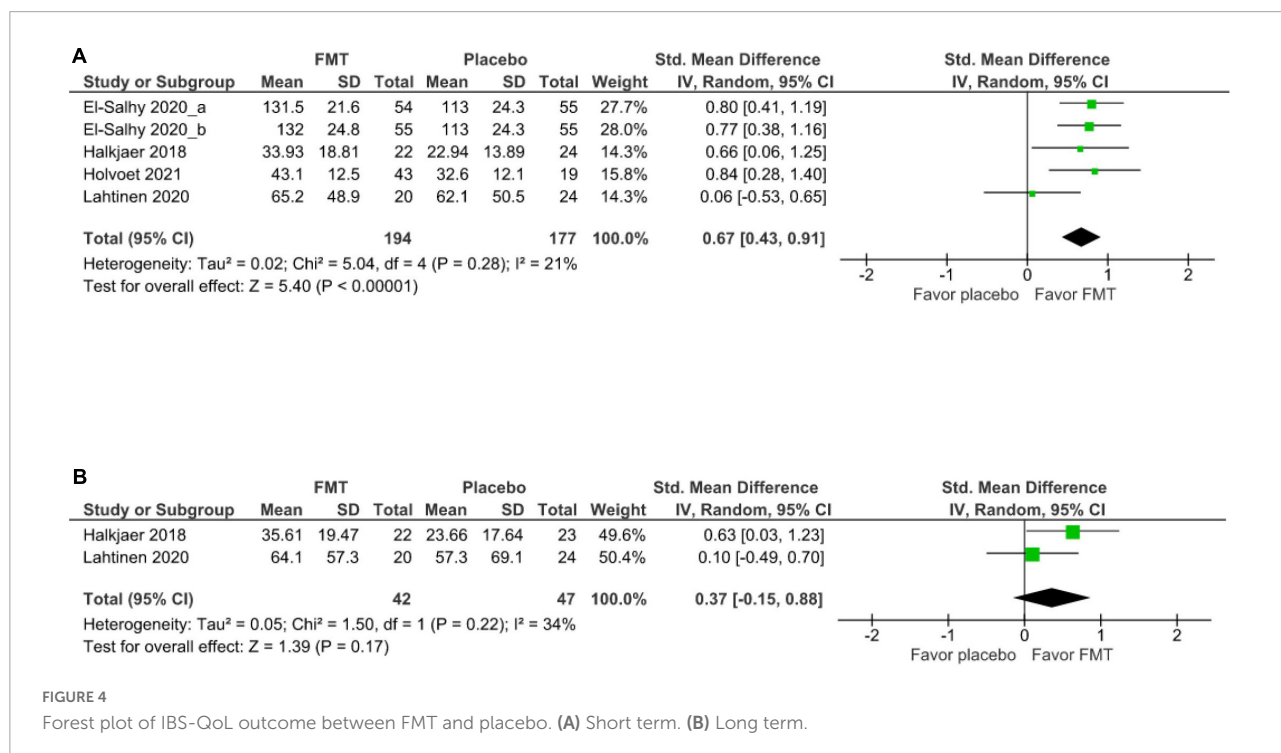 A
FMT Placebo Std. Mean Difference Std. Mean Difference
Study or Subgroup Mean SD Total Mean SD Total Weight IV, Random, 95% CI IV, Random, 95% CI
El-Salhy 2020_a 131.5 21.6 54 113 24.3 55 27.7% 0.80 [0.41, 1.19]
El-Salhy 2020_b 132 24.8 55 113 24.3 55 28.0% 0.77 [0.38, 1.16]
Halkjaer 2018 33.93 18.81 22 22.94 13.89 24 14.3% 0.66 [0.06, 1.25]
Holvoet 2021 43.1 12.5 43 32.6 12.1 19 15.8% 0.84 [0.28, 1.40]
Lahtinen 2020 65.2 48.9 20 62.1 50.5 24 14.3% 0.06 [-0.53, 0.65]
Total (95% CI) 194 177 100.0% 0.67 [0.43, 0.91]
Heterogeneity: Tau² = 0.02; Chi² = 5.04, df = 4 (P = 0.28); I² = 21%
Test for overall effect: Z = 5.40 (P < 0.00001)
-2 -1 0 1 2
Favor placebo Favor FMT
B
FMT Placebo Std. Mean Difference Std. Mean Difference
Study or Subgroup Mean SD Total Mean SD Total Weight IV, Random, 95% CI IV, Random, 95% CI
Halkjaer 2018 35.61 19.47 22 23.66 17.64 23 49.6% 0.63 [0.03, 1.23]
Lahtinen 2020 64.1 57.3 20 57.3 69.1 24 50.4% 0.10 [-0.49, 0.70]
Total (95% CI) 42 47 100.0% 0.37 [-0.15, 0.88]
Heterogeneity: Tau² = 0.05; Chi² = 1.50, df = 1 (P = 0.22); I² = 34%
Test for overall effect: Z = 1.39 (P = 0.17)
-2 -1 0 1 2
Favor placebo Favor FMT
FIGURE 4
Forest plot of IBS-QoL outcome between FMT and placebo. (A) Short term. (B) Long term.